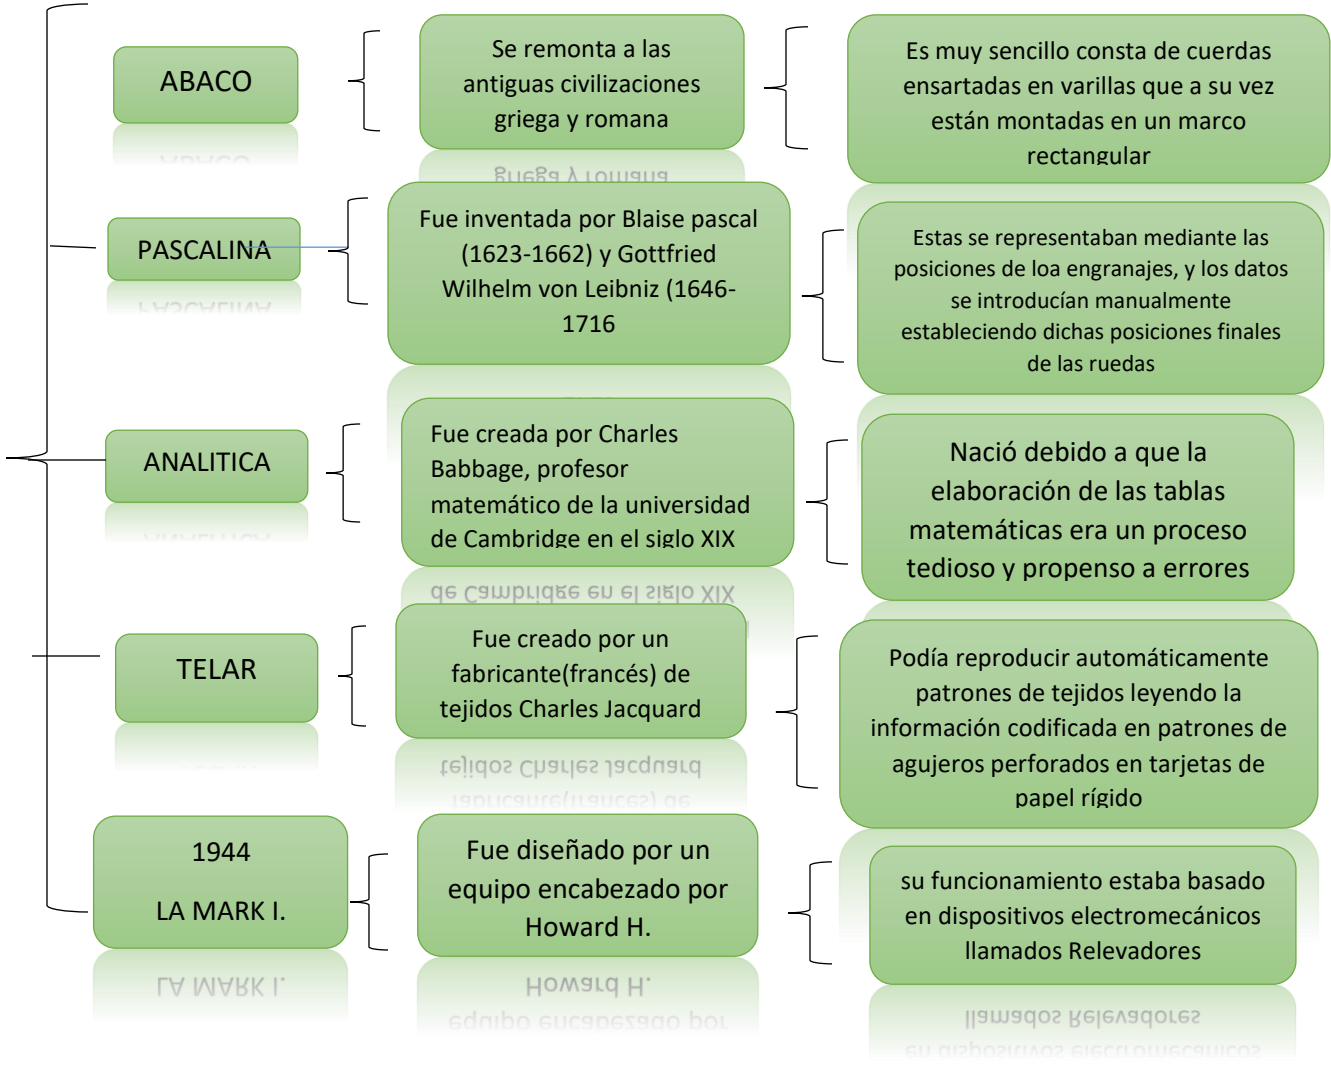 ABACO
Se remonta a las
antiguas civilizaciones
griega y romana
Es muy sencillo consta de cuerdas
ensartadas en varillas que a su vez
están montadas en un marco
rectangular
PASCALINA
Fue inventada por Blaise pascal
(1623-1662) y Gottfried
Wilhelm von Leibniz (1646-
1716
Estas se representaban mediante las
posiciones de loa engranajes, y los datos
se introducían manualmente
estableciendo dichas posiciones finales
de las ruedas
ANALITICA
Fue creada por Charles
Babbage, profesor
matemático de la universidad
de Cambridge en el siglo XIX
Nació debido a que la
elaboración de las tablas
matemáticas era un proceso
tedioso y propenso a errores
TELAR
Fue creado por un
fabricante(francés) de
tejidos Charles Jacquard
Podía reproducir automáticamente
patrones de tejidos leyendo la
información codificada en patrones de
agujeros perforados en tarjetas de
papel rígido
1944
LA MARK I.
Fue diseñado por un
equipo encabezado por
Howard H.
su funcionamiento estaba basado
en dispositivos electromecánicos
llamados Relevadores